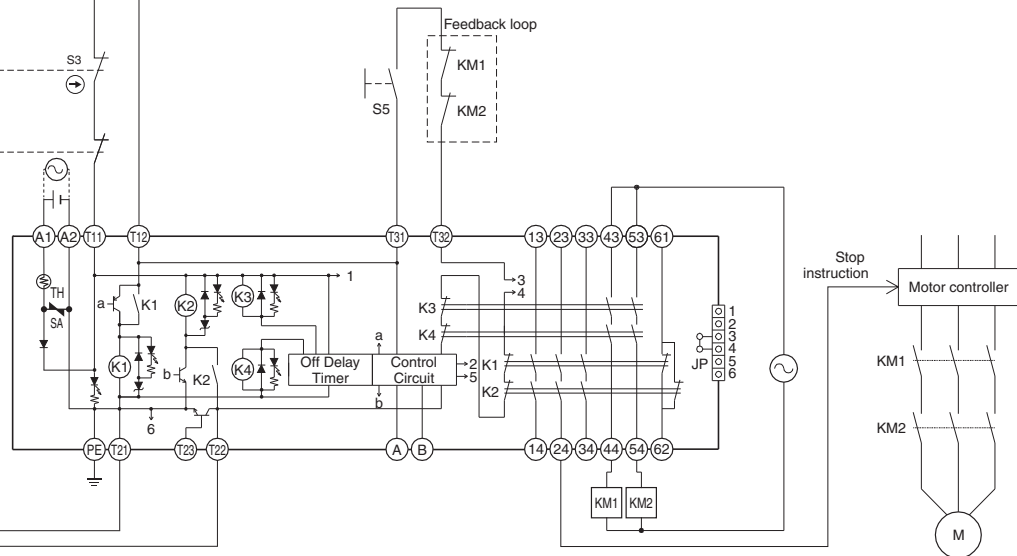 Feedback loop
S3
KM1
S5
KM2
A1 A2 T11 T12 T31 T32 13 23 33 43 53 61
Stop
instruction
Motor controller
1
3
4
TH
a
K1
K2
K3
SA
K3
K4
1
2
3
4
5
6
JP
K1
b
K2
K4
Off Delay
Timer
a
Control
Circuit
b
2
5
K1
K2
KM1
6
KM2
PE T21 T23 T22 A B 14 24 34 44 54 62
KM1 KM2
M